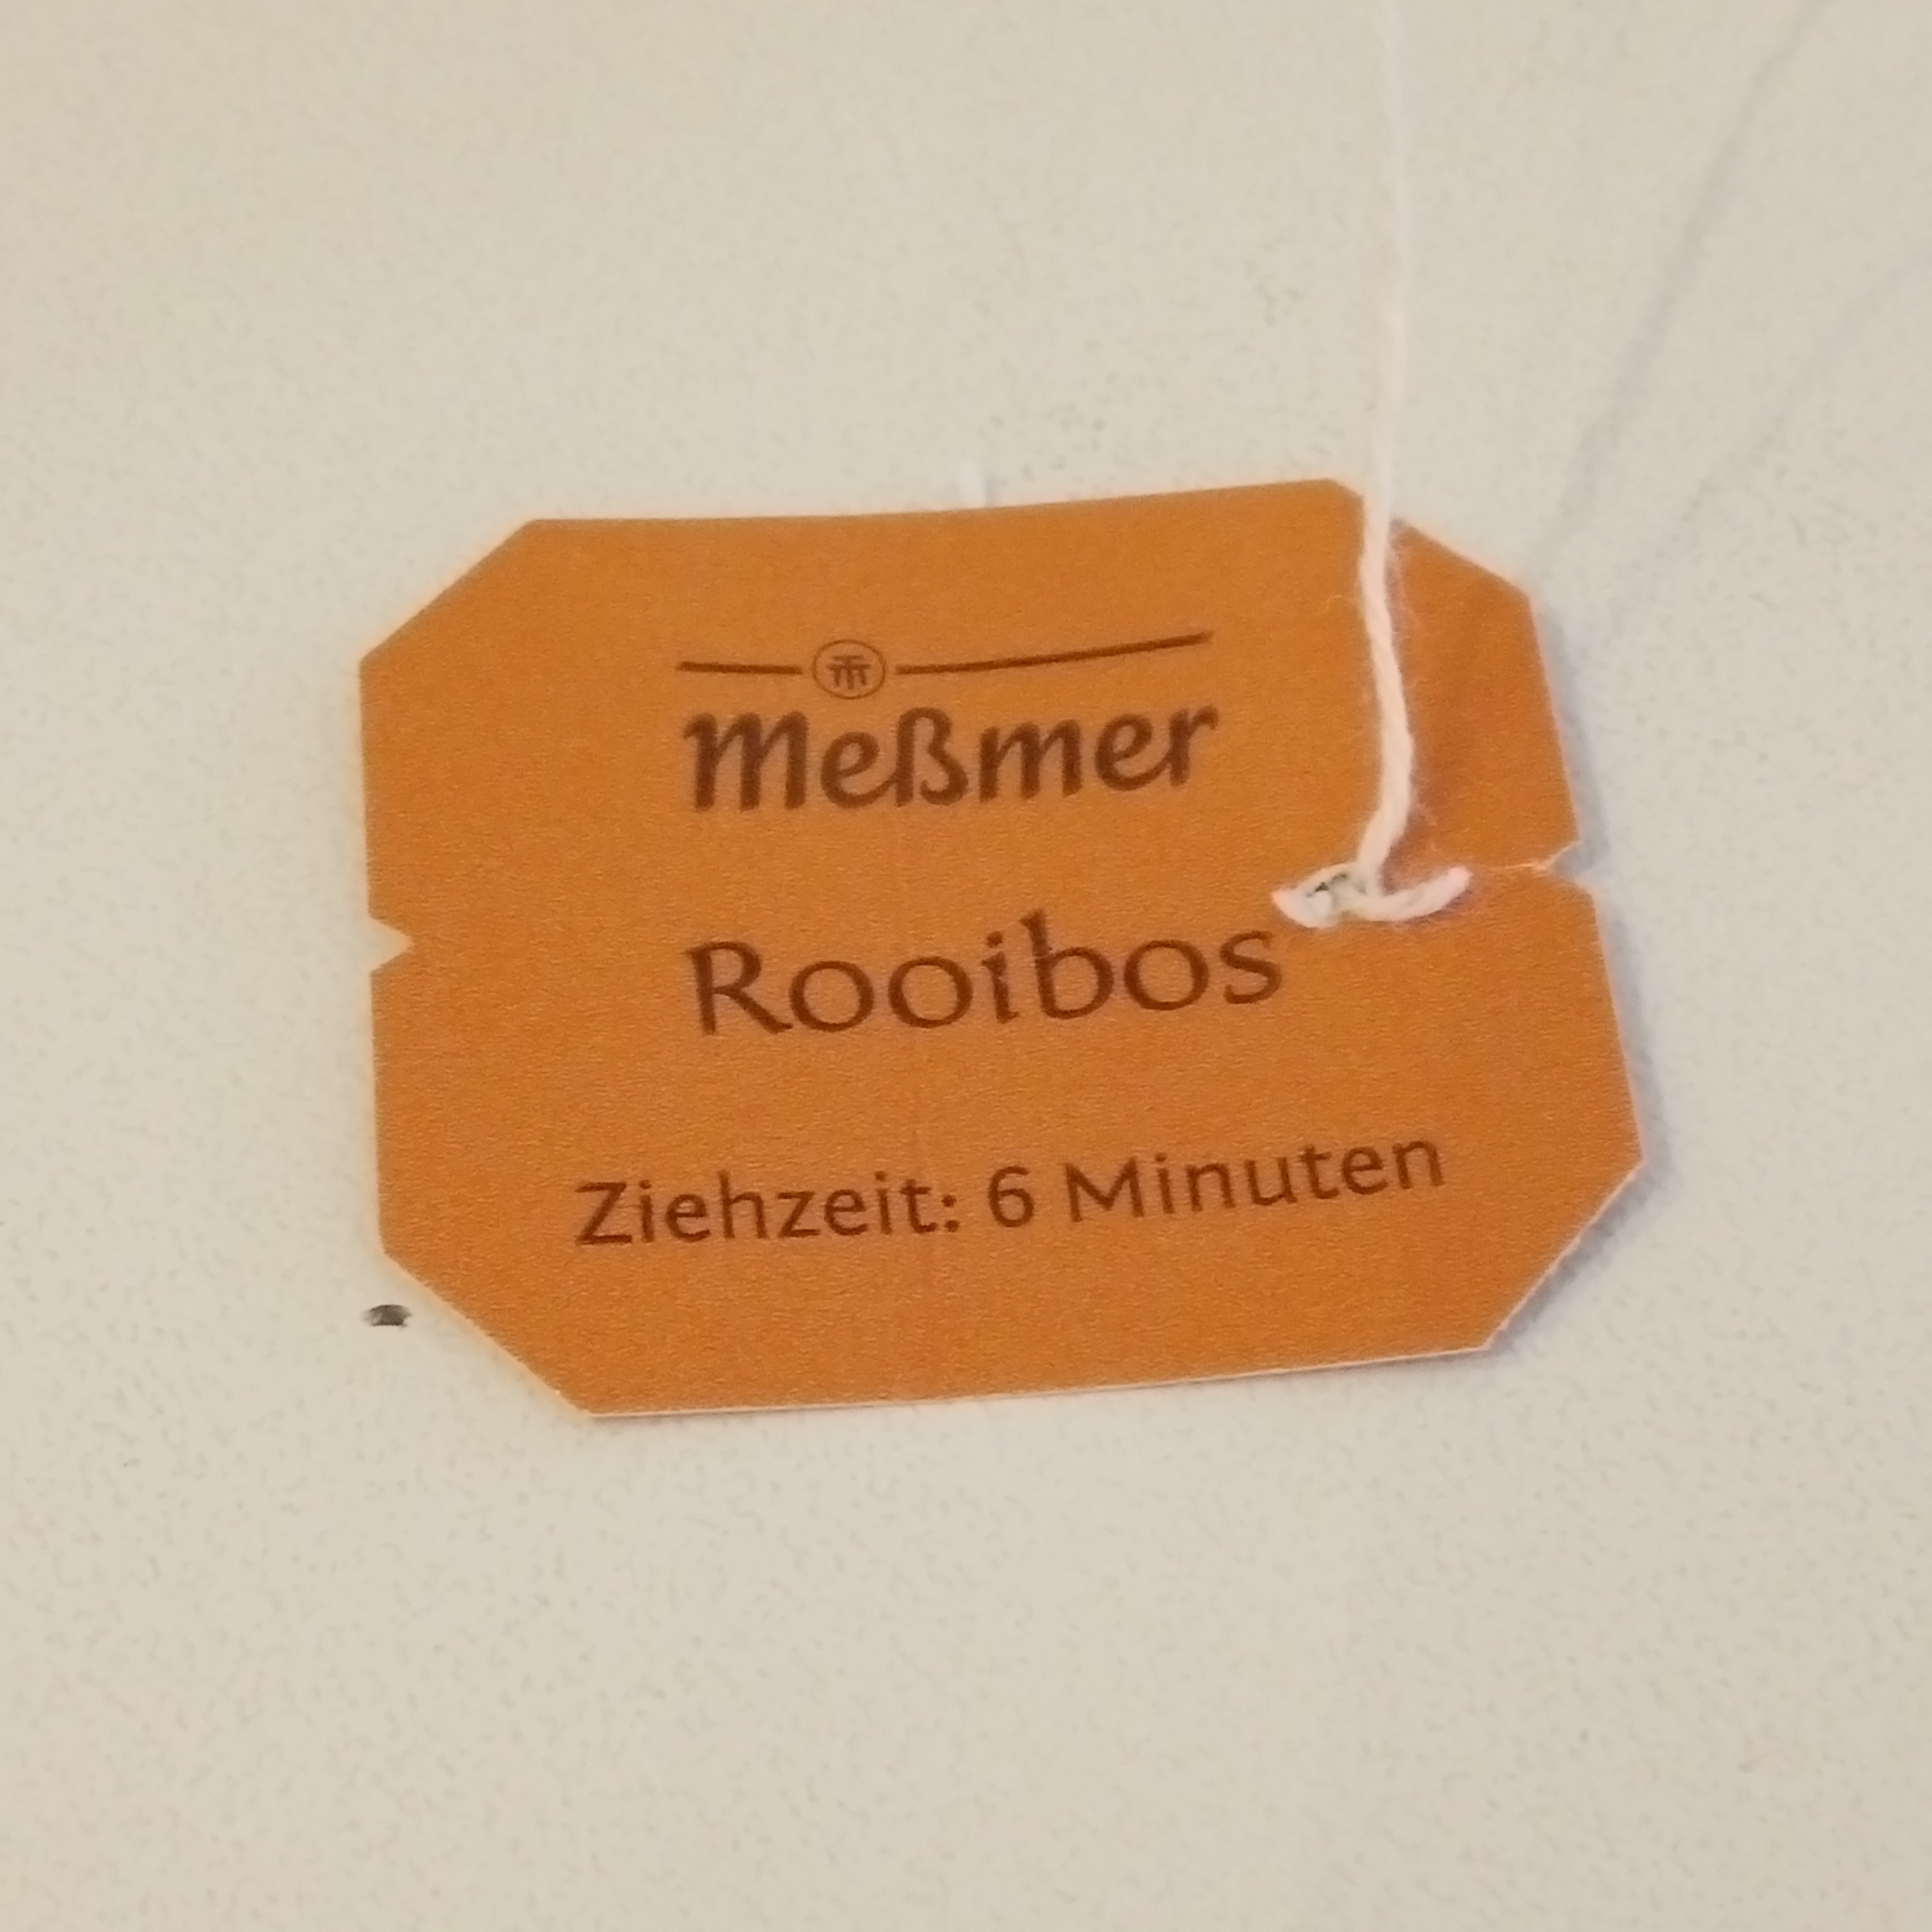 Meßmer
Rooibos
Ziehzeit: 6 Minuten